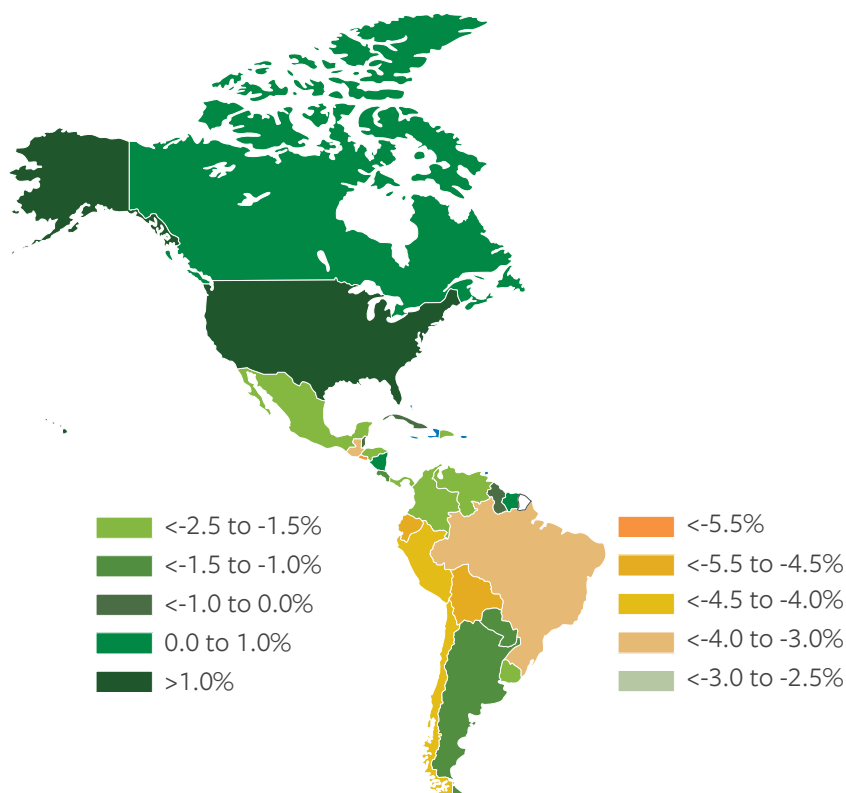 <-2.5 to -1.5%
<-1.5 to -1.0%
<-1.0 to 0.0%
0.0 to 1.0%
>1.0%
<-5.5%
<-5.5 to -4.5%
<-4.5 to -4.0%
<-4.0 to -3.0%
<-3.0 to -2.5%